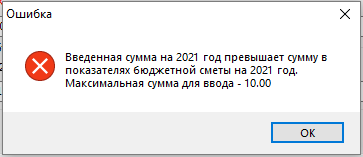 Ошибка
Введенная сумма на 2021 год превышает сумму в
показателях бюджетной сметы на 2021 год.
Максимальная сумма для ввода - 10.00
OK